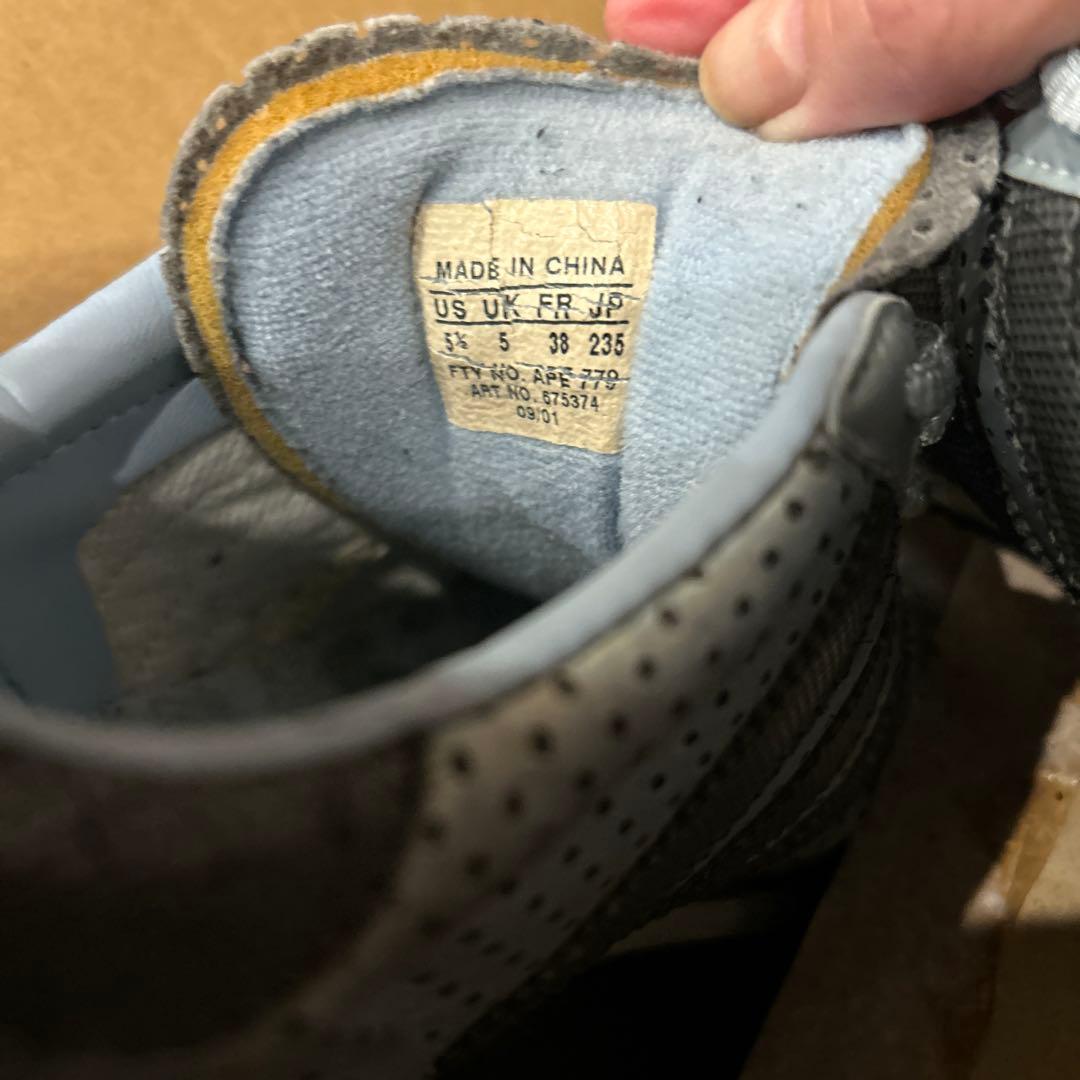 MADE IN CHINA
US UK FR JP
5½ 5 38 235
FTY NO. APE 779
ART NO. 675374
09/01